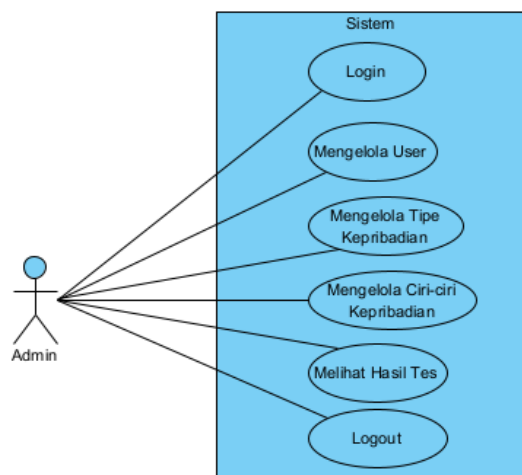 Sistem
Login
Mengelola User
Mengelola Tipe
Kepribadian
Mengelola Ciri-ciri
Kepribadian
Admin
Melihat Hasil Tes
Logout